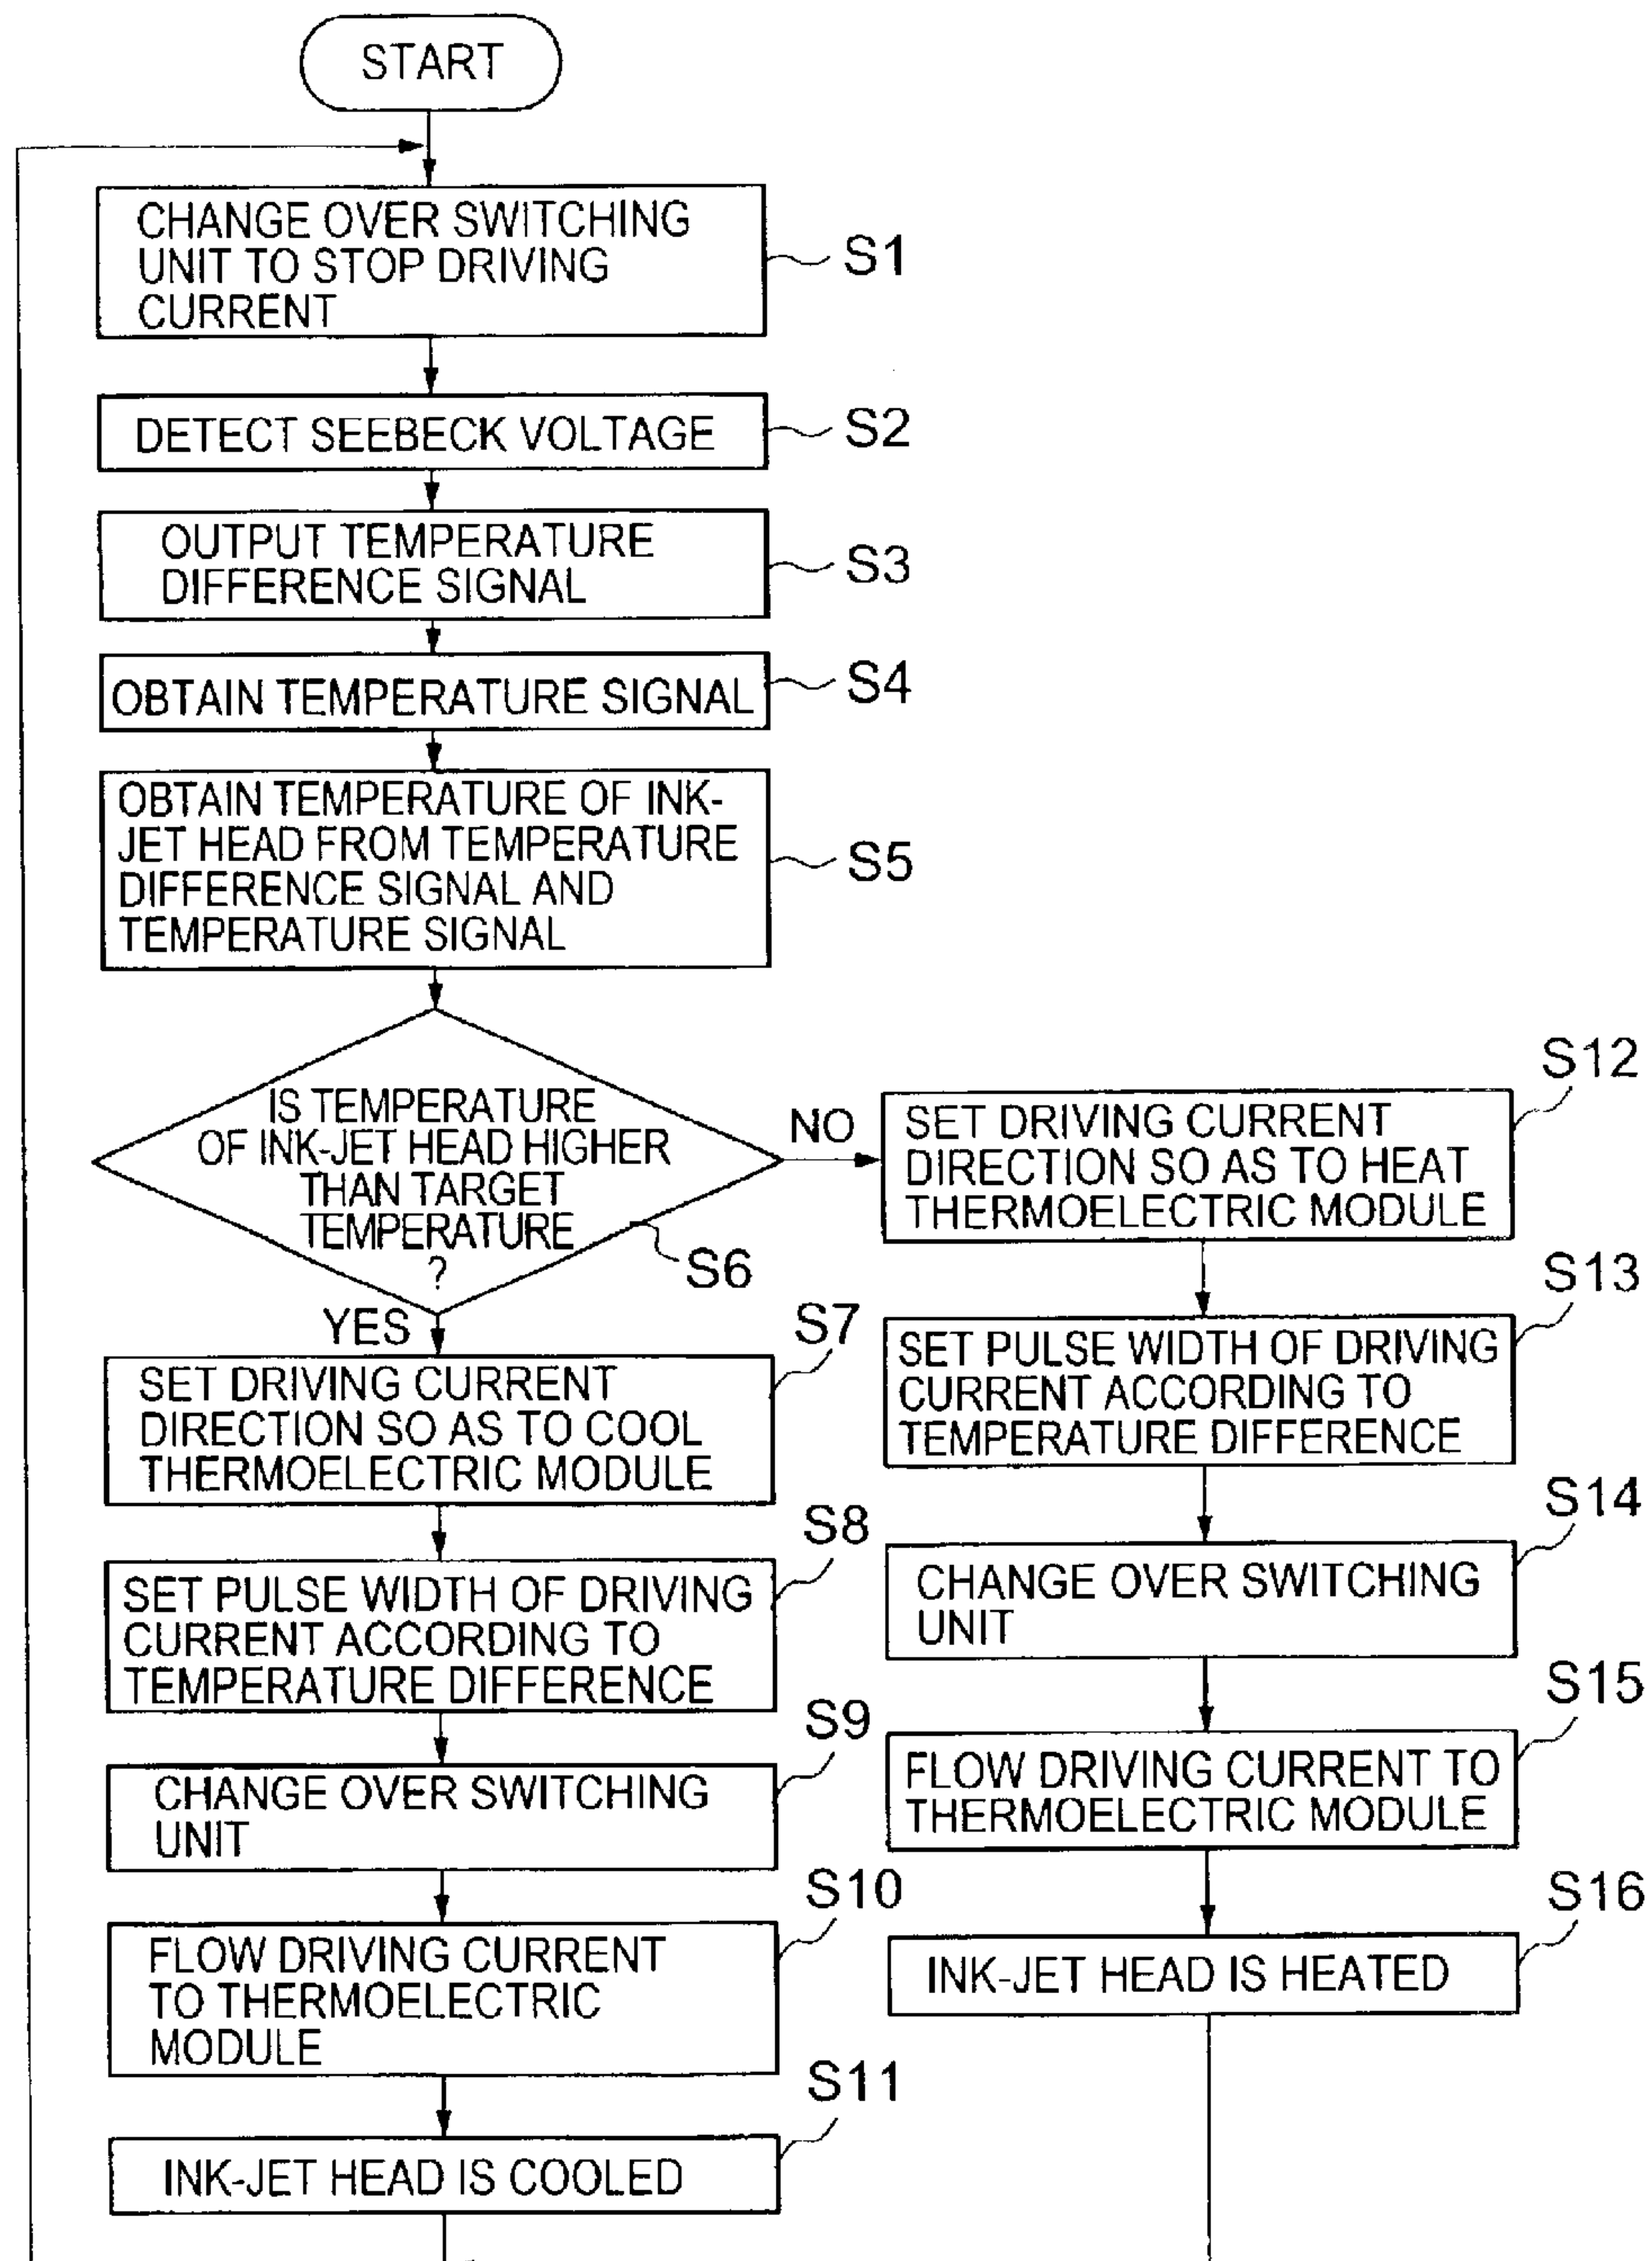 START
CHANGE OVER SWITCHING
UNIT TO STOP DRIVING
CURRENT
S1
DETECT SEEBECK VOLTAGE
S2
OUTPUT TEMPERATURE
DIFFERENCE SIGNAL
S3
OBTAIN TEMPERATURE SIGNAL
S4
OBTAIN TEMPERATURE OF INK-
JET HEAD FROM TEMPERATURE
DIFFERENCE SIGNAL AND
TEMPERATURE SIGNAL
S5
IS TEMPERATURE
OF INK-JET HEAD HIGHER
THAN TARGET
TEMPERATURE
?
S6
YES
NO
S7
SET DRIVING CURRENT
DIRECTION SO AS TO COOL
THERMOELECTRIC MODULE
S8
SET PULSE WIDTH OF DRIVING
CURRENT ACCORDING TO
TEMPERATURE DIFFERENCE
S9
CHANGE OVER SWITCHING
UNIT
S10
FLOW DRIVING CURRENT
TO THERMOELECTRIC
MODULE
S11
INK-JET HEAD IS COOLED
S12
SET DRIVING CURRENT
DIRECTION SO AS TO HEAT
THERMOELECTRIC MODULE
S13
SET PULSE WIDTH OF DRIVING
CURRENT ACCORDING TO
TEMPERATURE DIFFERENCE
S14
CHANGE OVER SWITCHING
UNIT
S15
FLOW DRIVING CURRENT TO
THERMOELECTRIC MODULE
S16
INK-JET HEAD IS HEATED